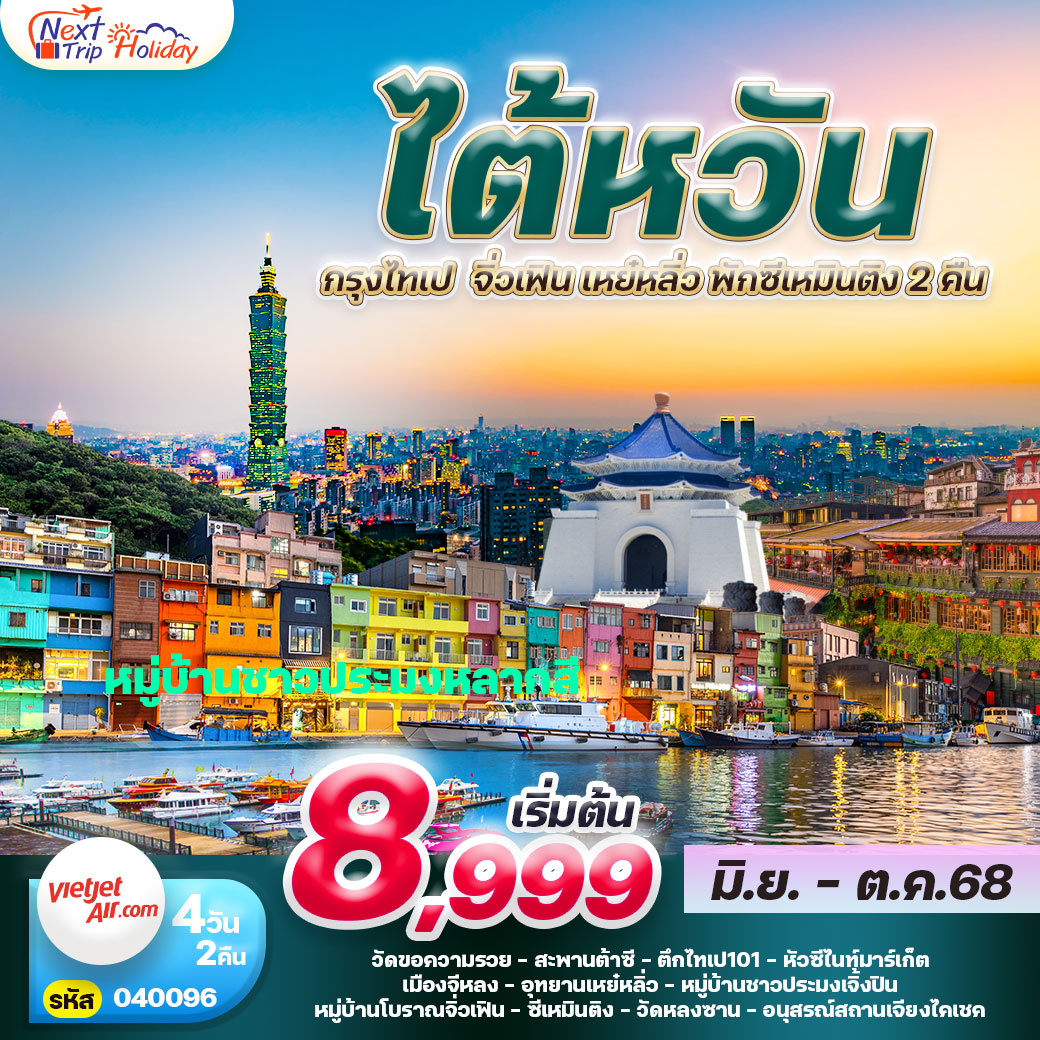 Next
Trip Holiday
ไต้หวัน
กรุงไทเป จิ่วเฟิน เหย๋หลิ่ว พักซีเหมินติง 2 คืน
หมู่บ้านชาวประมงหลากสี
เริ่มต้น
8,999
มิ.ย. - ต.ค.68
vietjet
Air.com
4วัน
2คืน
รหัส 040096
วัดขอความรวย - สะพานต้าซี - ตึกไทเป101 - หัวซีไนท์มาร์เก็ต
เมืองจีหลง - อุทยานเหย๋หลิ่ว - หมู่บ้านชาวประมงเจิ้งปิน
หมู่บ้านโบราณจิ่วเฟิน - ซีเหมินติง - วัดหลงซาน - อนุสรณ์สถานเจียงไคเชค